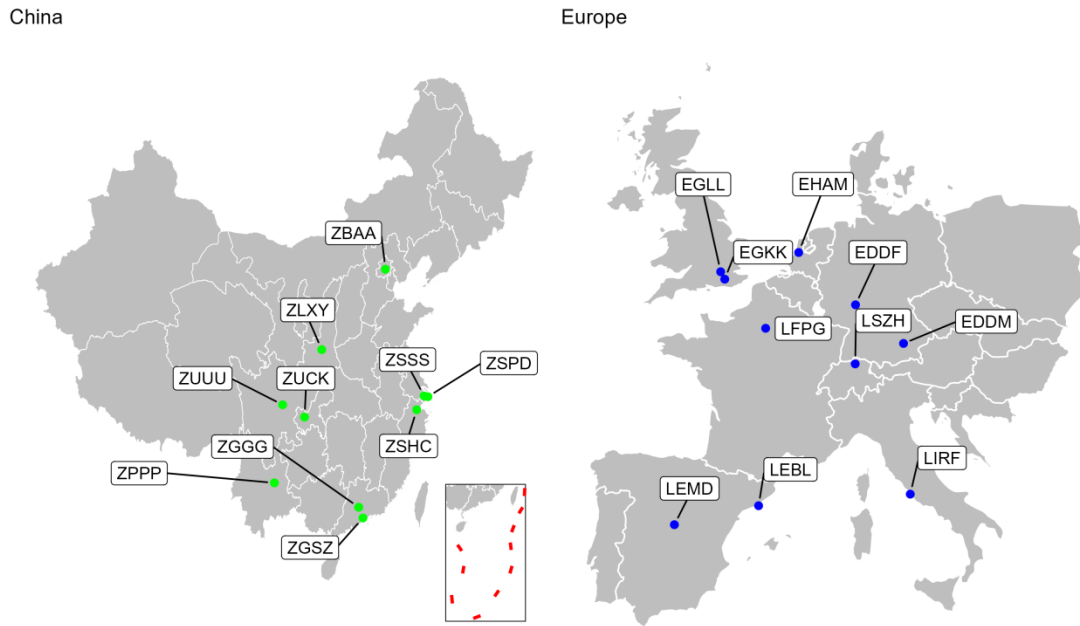 China
Europe
EGLL
EHAM
ZBAA
EGKK
EDDF
ZLXY
LFPG
LSZH
EDDM
ZSSS
ZSPD
ZUUU
ZUCK
ZGGG
ZSHC
ZPPP
LIRF
LEMD
LEBL
ZGSZ